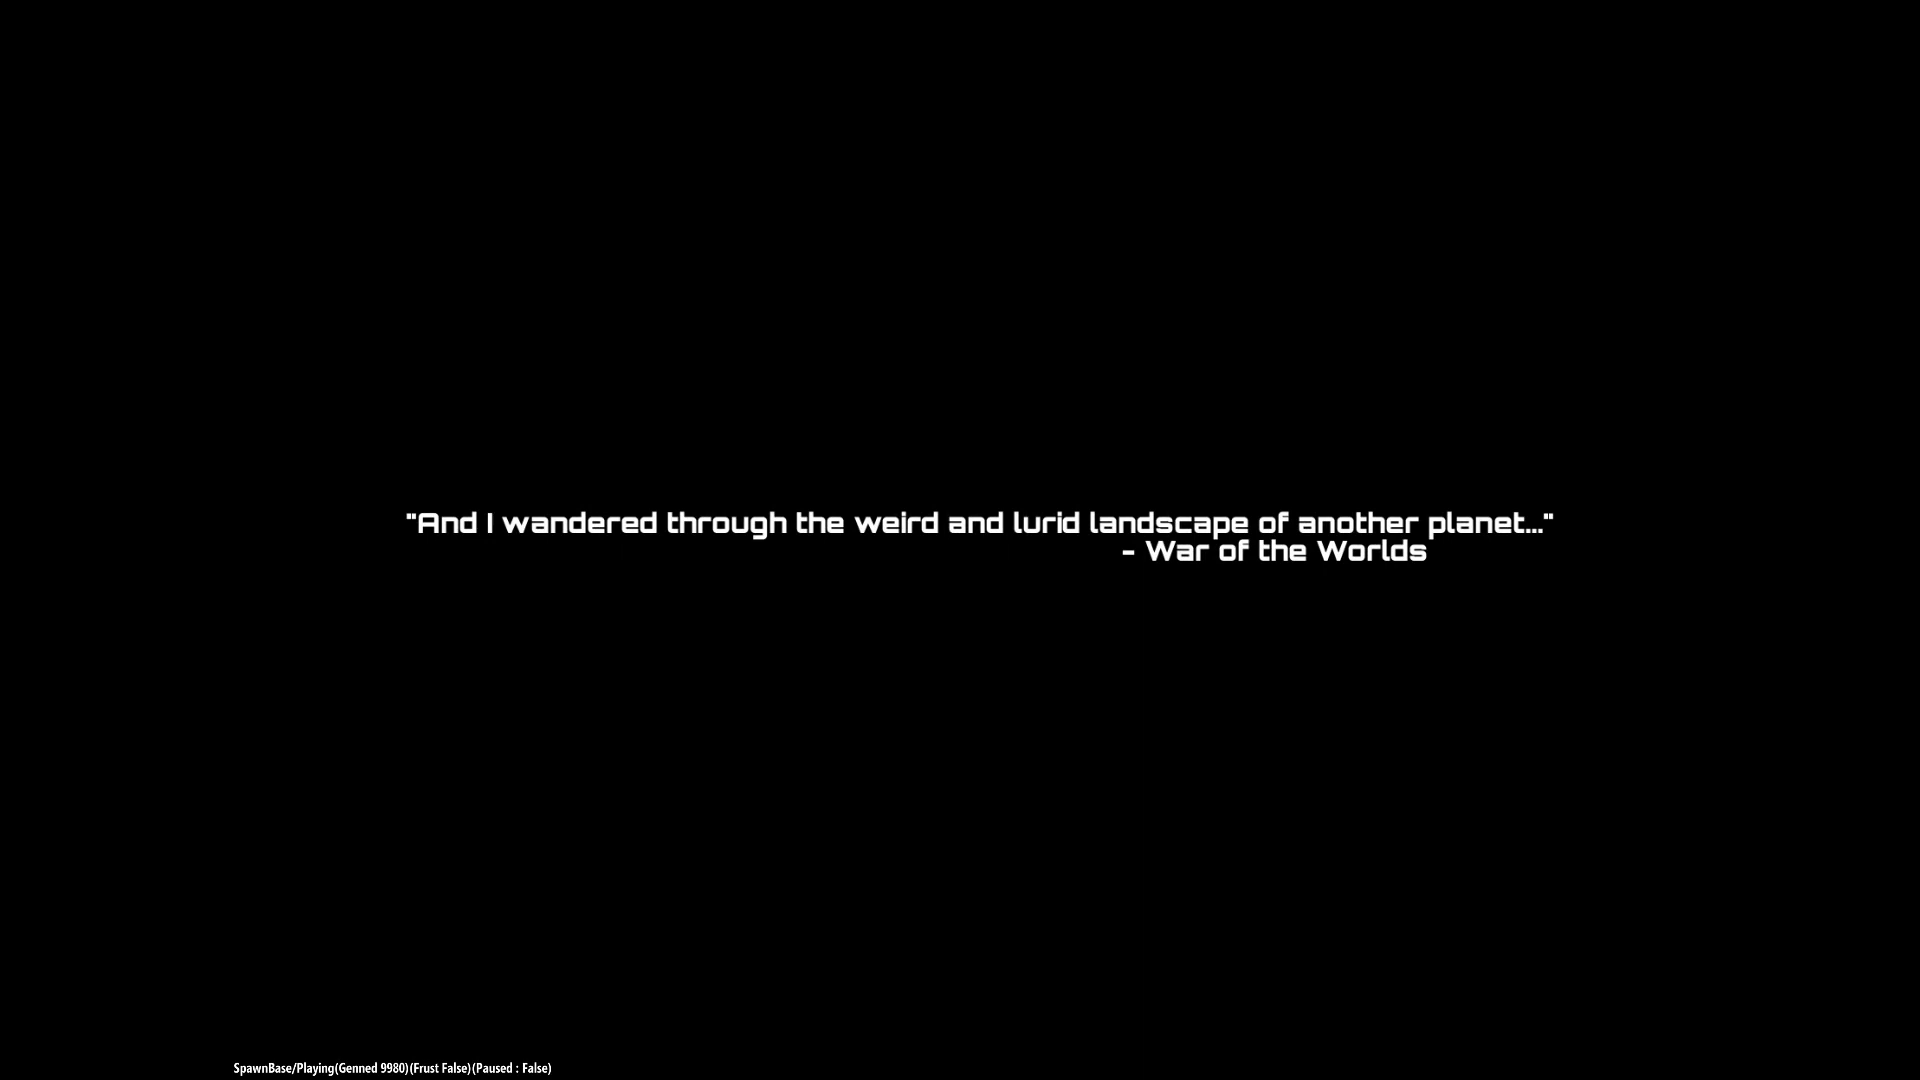 "And I wandered through the weird and lurid landscape of another planet..."
- War of the Worlds
SpawnBase/Playing(Genned 9980)(Frust False)(Paused : False)